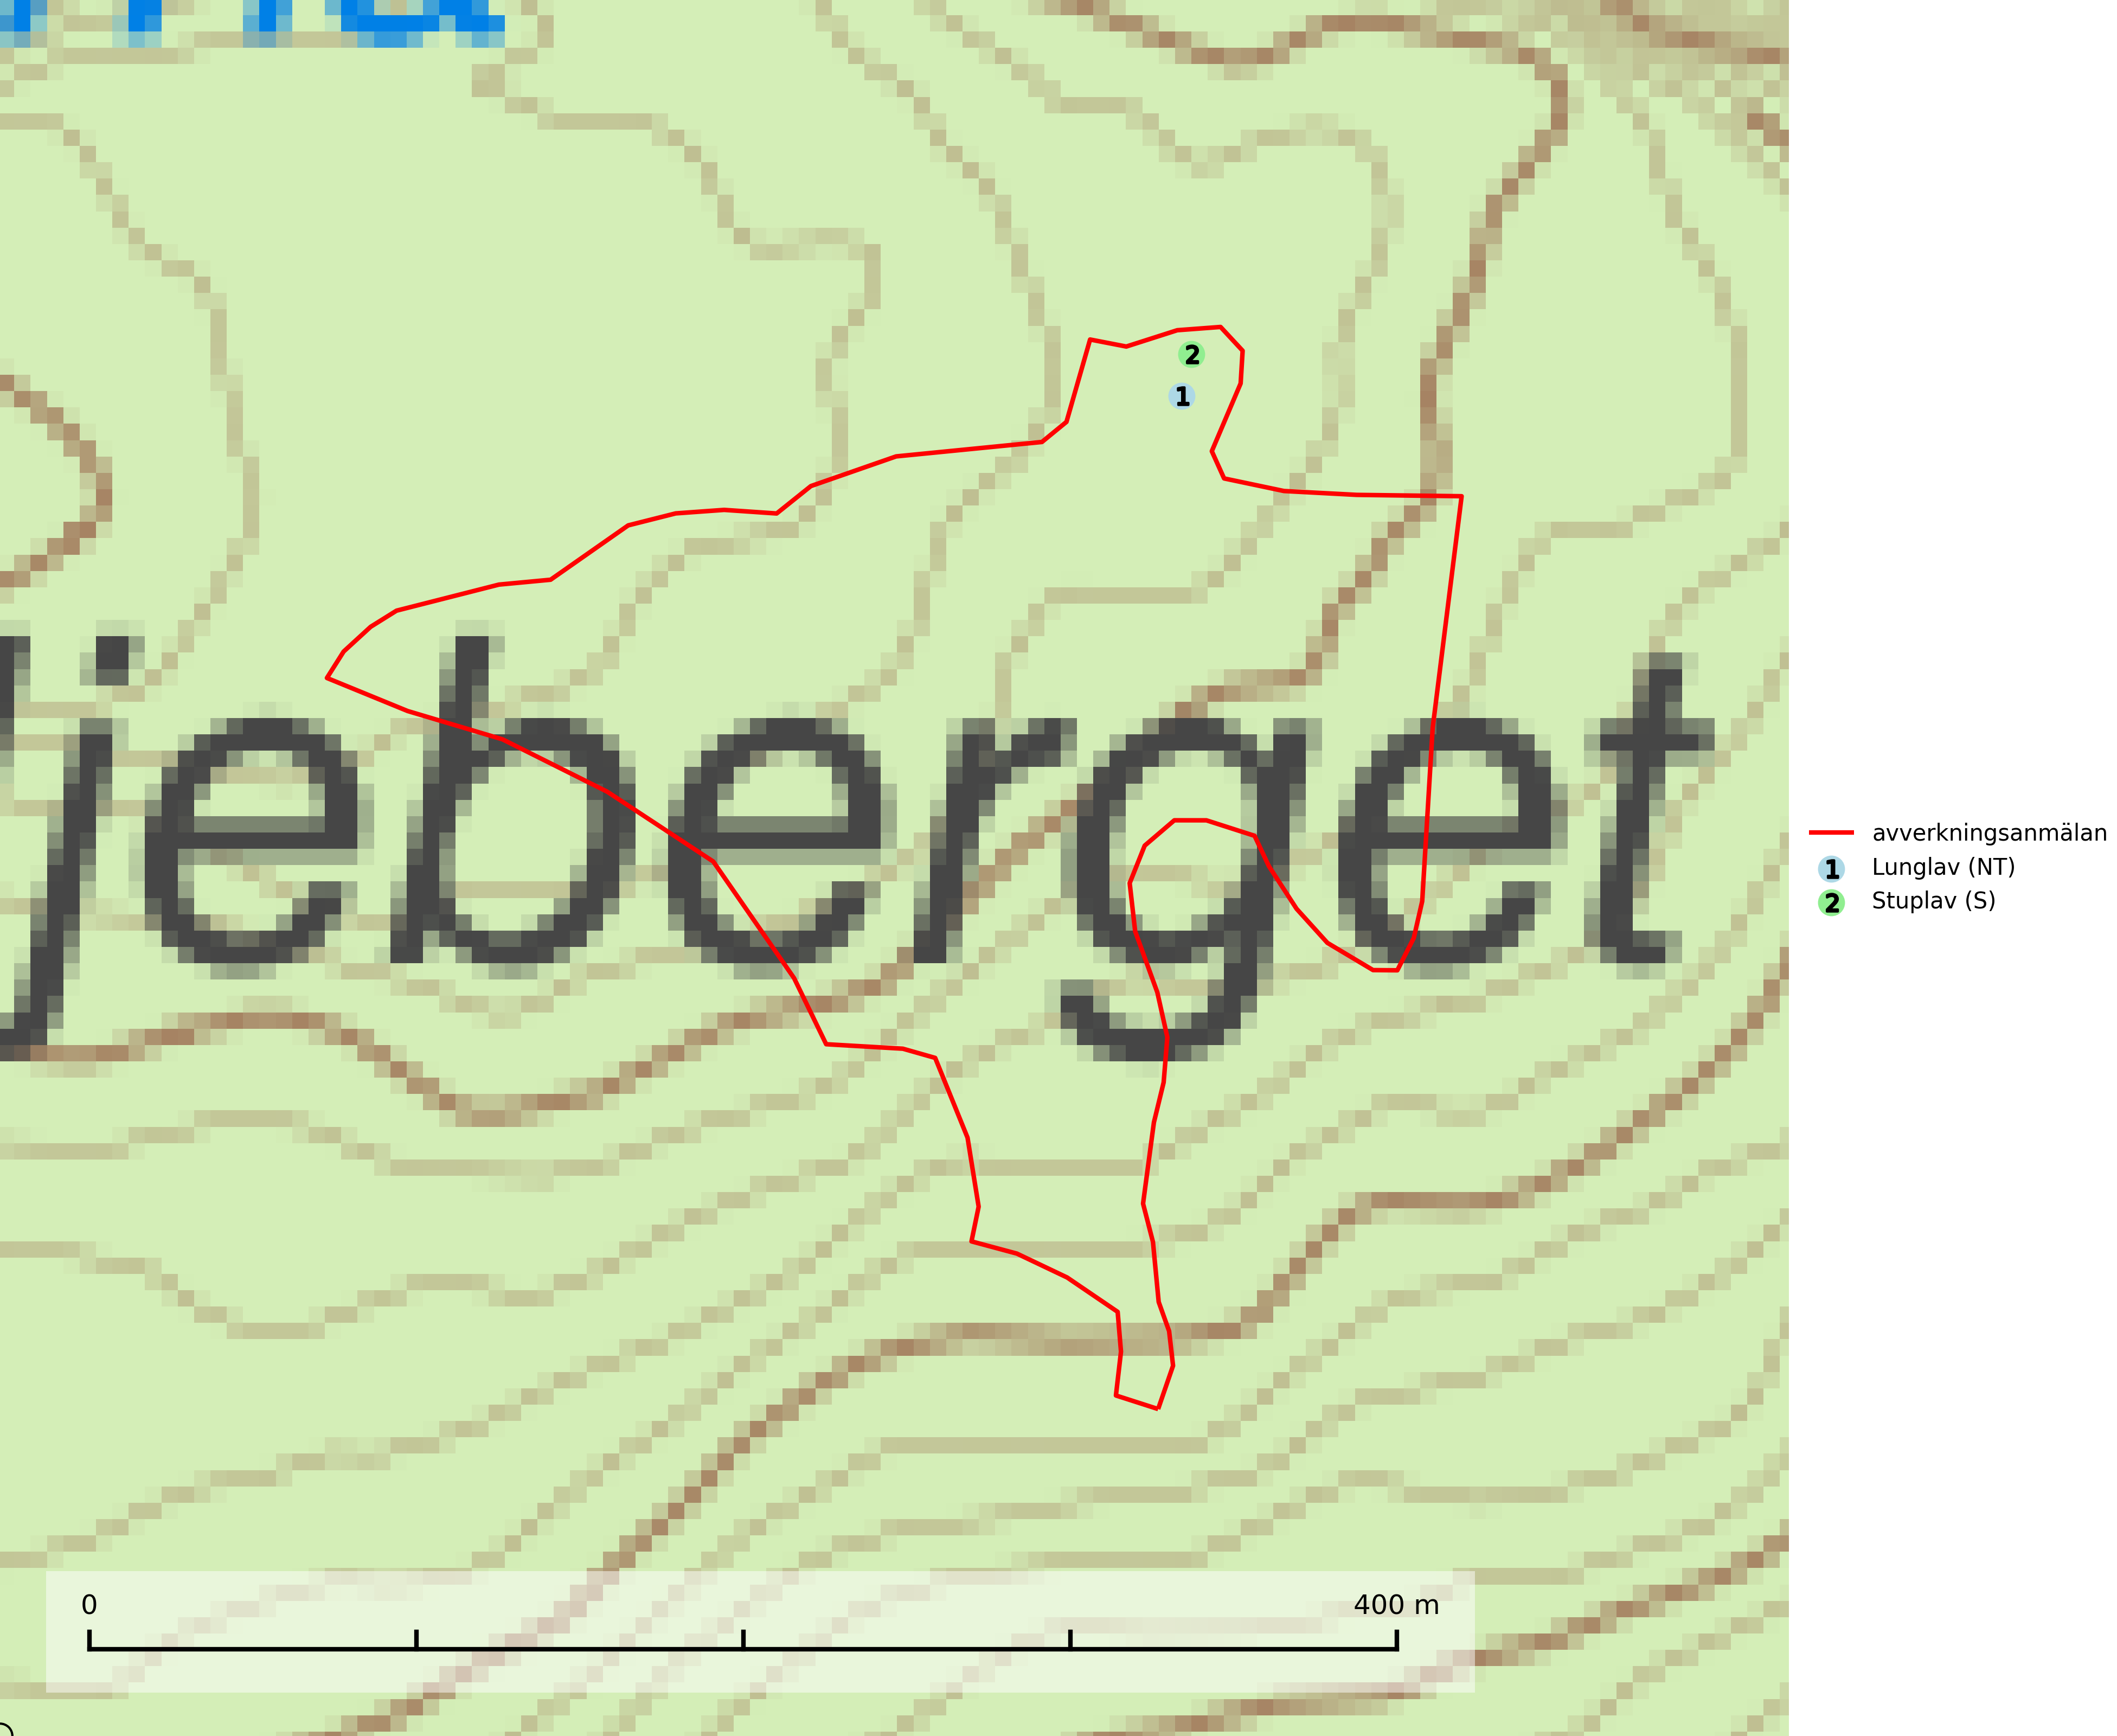 jeberget
2
1
avverkningsanmälan
1 Lunglav (NT)
2 Stuplav (S)
0 400 m